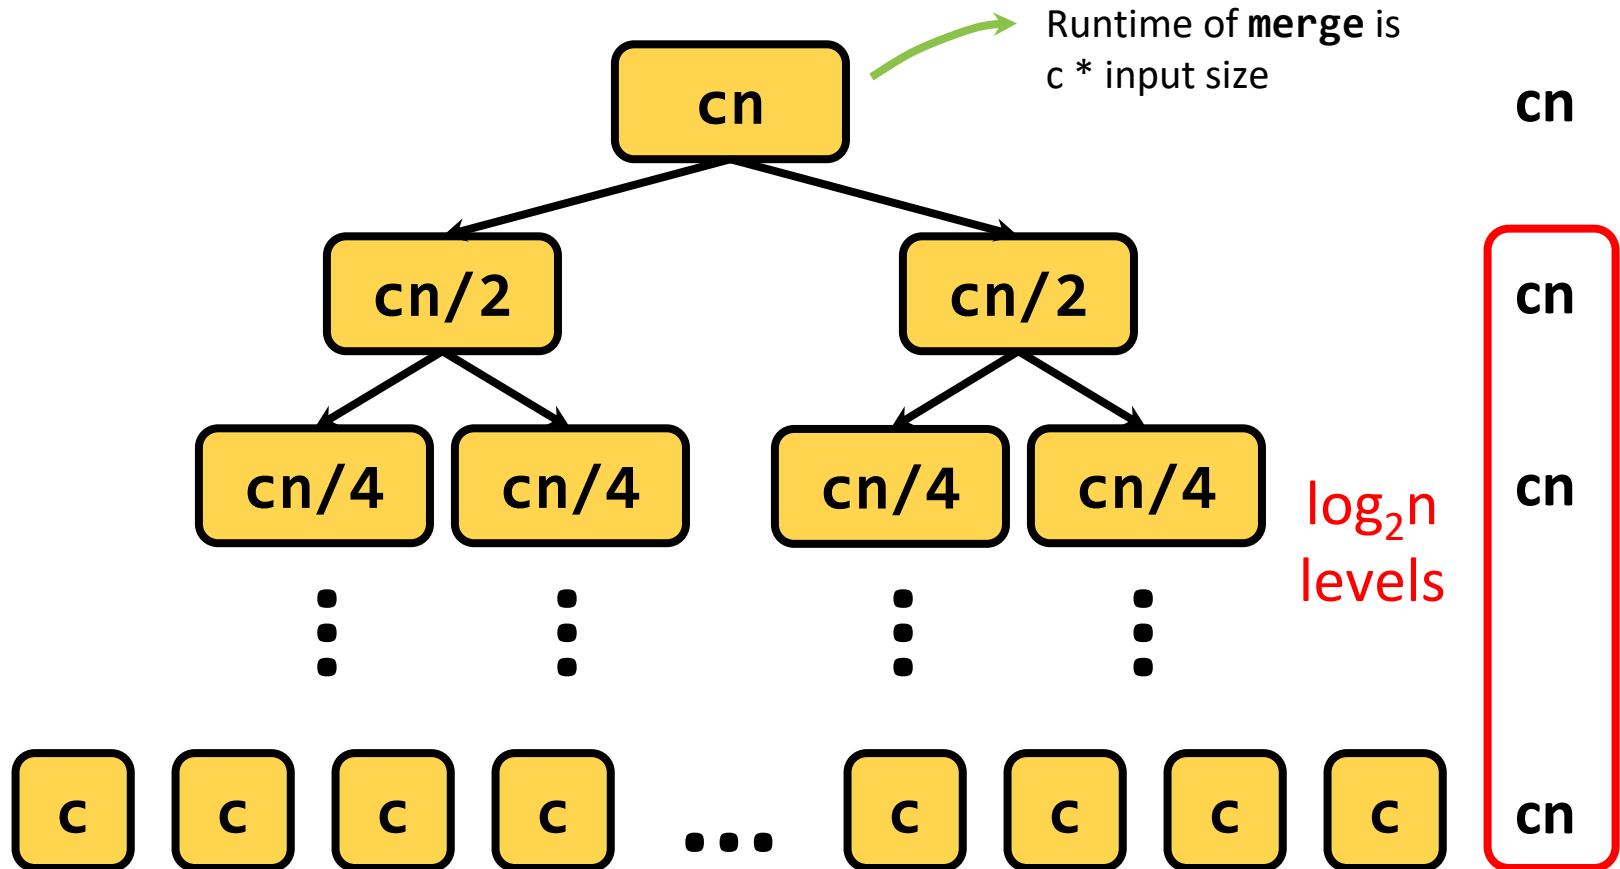 Runtime of merge is
c * input size
cn
cn
cn/2
cn/2
cn
cn/4
cn/4
cn/4
cn/4
log₂n
levels
cn
c
c
c
c
...
c
c
c
c
cn